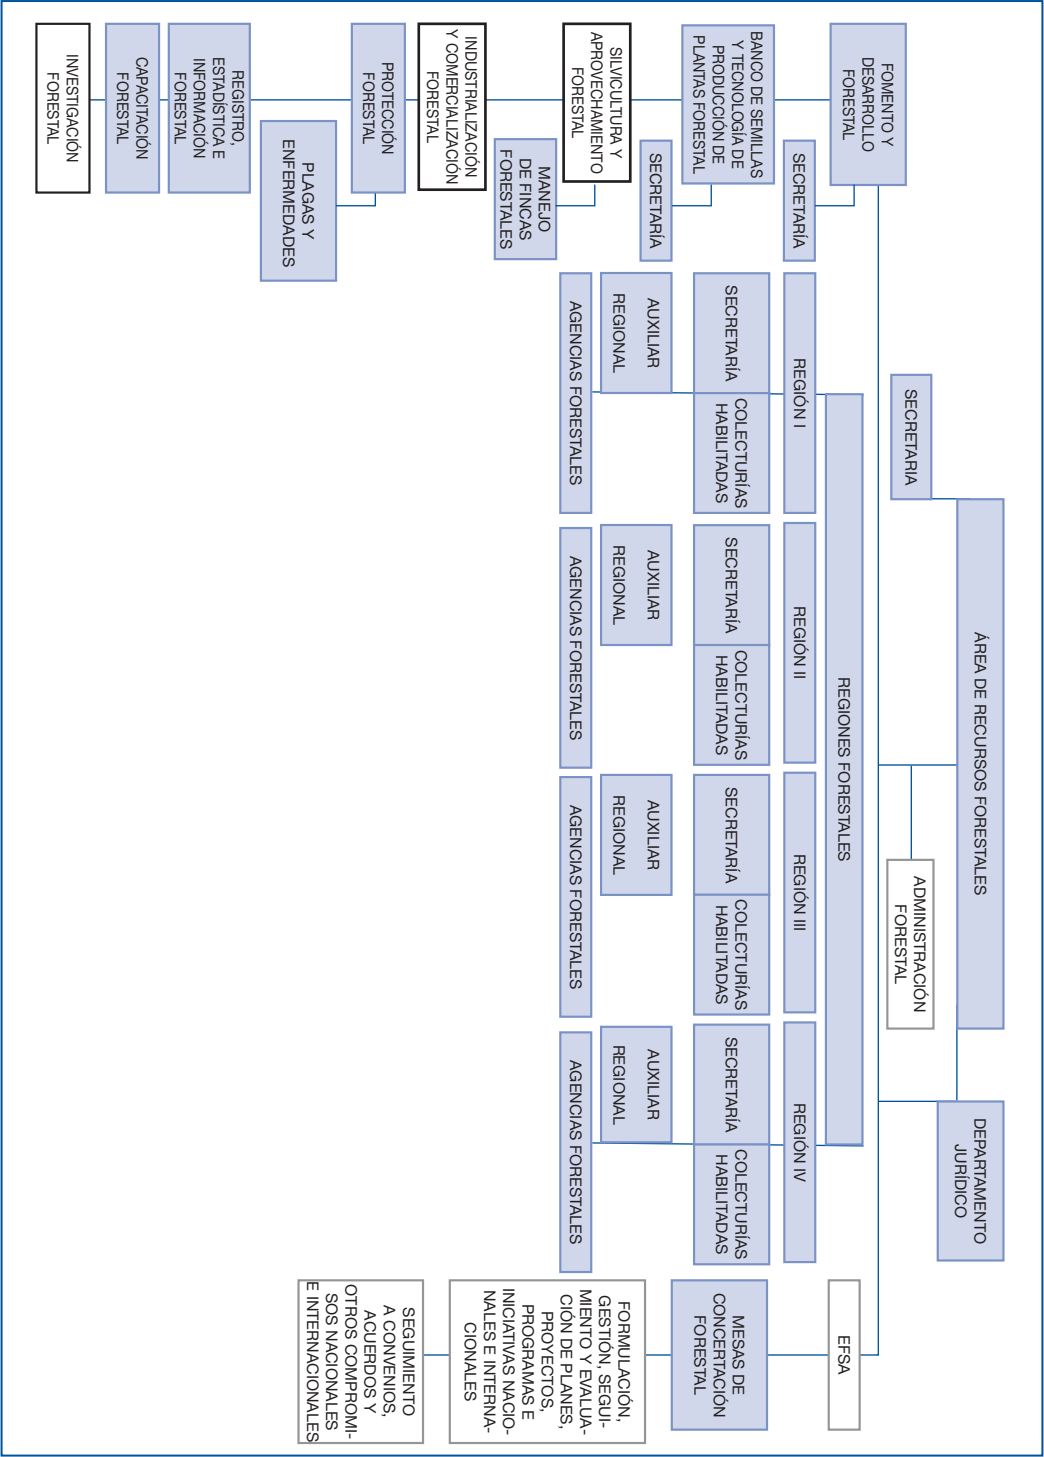 ÁREA DE RECURSOS FORESTALES
SECRETARIA
DEPARTAMENTO
JURÍDICO
ADMINISTRACIÓN
FORESTAL
FOMENTO Y
DESARROLLO
FORESTAL
SECRETARÍA
BANCO DE SEMILLAS
Y TECNOLOGÍA DE
PRODUCCIÓN DE
PLANTAS FORESTAL
SECRETARÍA
SILVICULTURA Y
APROVECHAMIENTO
FORESTAL
MANEJO
DE FINCAS
FORESTALES
INDUSTRIALIZACIÓN
Y COMERCIALIZACIÓN
FORESTAL
PROTECCIÓN
FORESTAL
PLAGAS Y
ENFERMEDADES
REGISTRO,
ESTADÍSTICA E
INFORMACIÓN
FORESTAL
CAPACITACIÓN
FORESTAL
INVESTIGACIÓN
FORESTAL
REGIONES FORESTALES
REGIÓN I
SECRETARÍA
COLECTURÍAS
HABILITADAS
AUXILIAR
REGIONAL
AGENCIAS FORESTALES
REGIÓN II
SECRETARÍA
COLECTURÍAS
HABILITADAS
AUXILIAR
REGIONAL
AGENCIAS FORESTALES
REGIÓN III
SECRETARÍA
COLECTURÍAS
HABILITADAS
AUXILIAR
REGIONAL
AGENCIAS FORESTALES
REGIÓN IV
SECRETARÍA
COLECTURÍAS
HABILITADAS
AUXILIAR
REGIONAL
AGENCIAS FORESTALES
EFSA
MESAS DE
CONCERTACIÓN
FORESTAL
FORMULACIÓN,
GESTIÓN, SEGUI-
MIENTO Y EVALUA-
CIÓN DE PLANES,
PROYECTOS,
PROGRAMAS E
INICIATIVAS NACIO-
NALES E INTERNA-
CIONALES
SEGUIMIENTO
A CONVENIOS,
ACUERDOS Y
OTROS COMPROMI-
SOS NACIONALES
E INTERNACIONALES